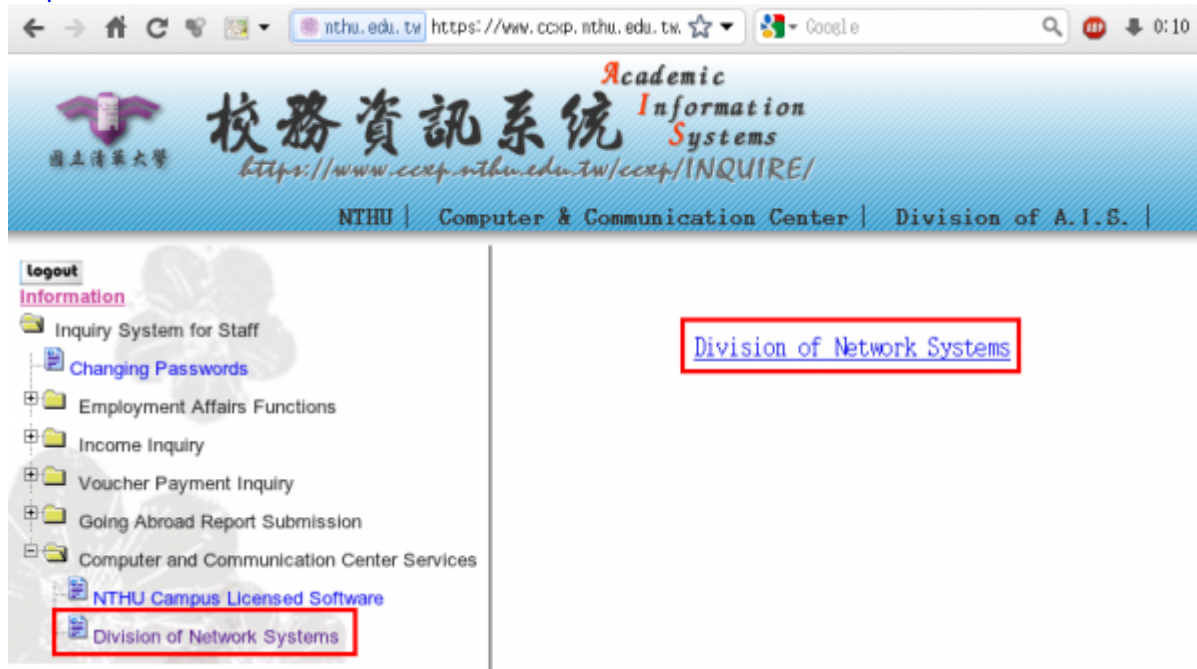 nthu.edu.tw https://www.ccxp.nthu.edu.tw. Google 0:10
Academic
校務資訊系統 Information
Systems
國立清華大學
https://www.ccxp.nthu.edu.tw/ccxp/INQUIRE/
NTHU | Computer & Communication Center | Division of A.I.S. |
logout
Information
Inquiry System for Staff
Changing Passwords
Employment Affairs Functions
Income Inquiry
Voucher Payment Inquiry
Going Abroad Report Submission
Computer and Communication Center Services
NTHU Campus Licensed Software
Division of Network Systems
Division of Network Systems